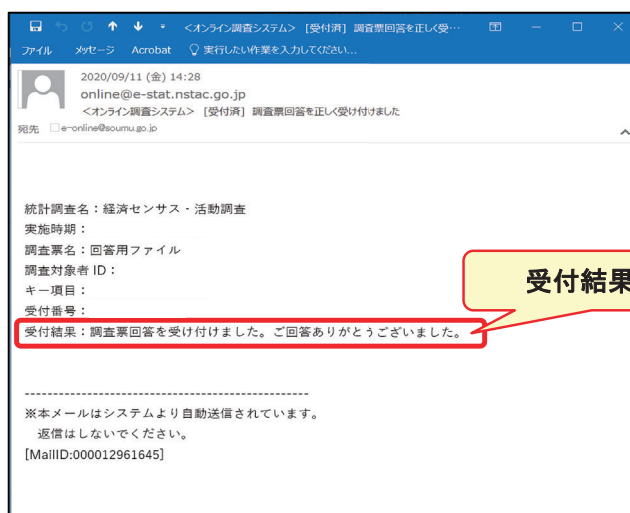 <オンライン調査システム> [受付済] 調査票回答を正しく受…
ファイル メッセージ Acrobat 実行したい作業を入力してください...
2020/09/11 (金) 14:28
online@e-stat.nstac.go.jp
<オンライン調査システム> [受付済] 調査票回答を正しく受け付けました
宛先 e-online@soumu.go.jp
統計調査名：経済センサス‐活動調査
実施時期：
調査票名：回答用ファイル
調査対象者 ID：
キー項目：
受付番号：
受付結果：調査票回答を受け付けました。ご回答ありがとうございました。
受付結果
--------------------------------------------------
※本メールはシステムより自動送信されています。
返信はしないでください。
[MailID:000012961645]